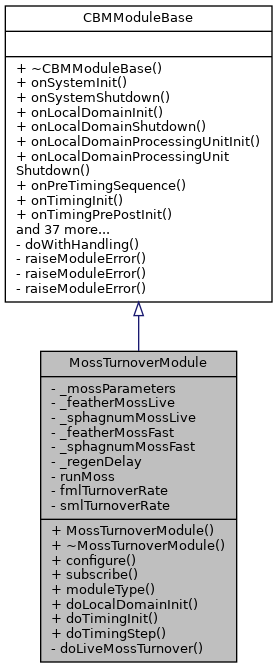 CBMModuleBase
+ ~CBMModuleBase()
+ onSystemInit()
+ onSystemShutdown()
+ onLocalDomainInit()
+ onLocalDomainShutdown()
+ onLocalDomainProcessingUnitInit()
+ onLocalDomainProcessingUnit
Shutdown()
+ onPreTimingSequence()
+ onTimingInit()
+ onTimingPrePostInit()
and 37 more...
- doWithHandling()
- raiseModuleError()
- raiseModuleError()
- raiseModuleError()
MossTurnoverModule
- _mossParameters
- _featherMossLive
- _sphagnumMossLive
- _featherMossFast
- _sphagnumMossFast
- _regenDelay
- runMoss
- fmlTurnoverRate
- smlTurnoverRate
+ MossTurnoverModule()
+ ~MossTurnoverModule()
+ configure()
+ subscribe()
+ moduleType()
+ doLocalDomainInit()
+ doTimingInit()
+ doTimingStep()
- doLiveMossTurnover()